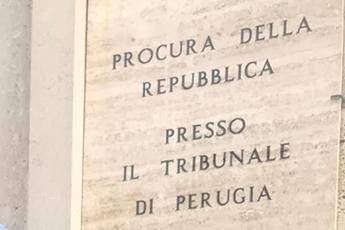 PROCURA DELLA
REPUBBLICA
PRESSO
IL TRIBUNALE
DI PERUGIA